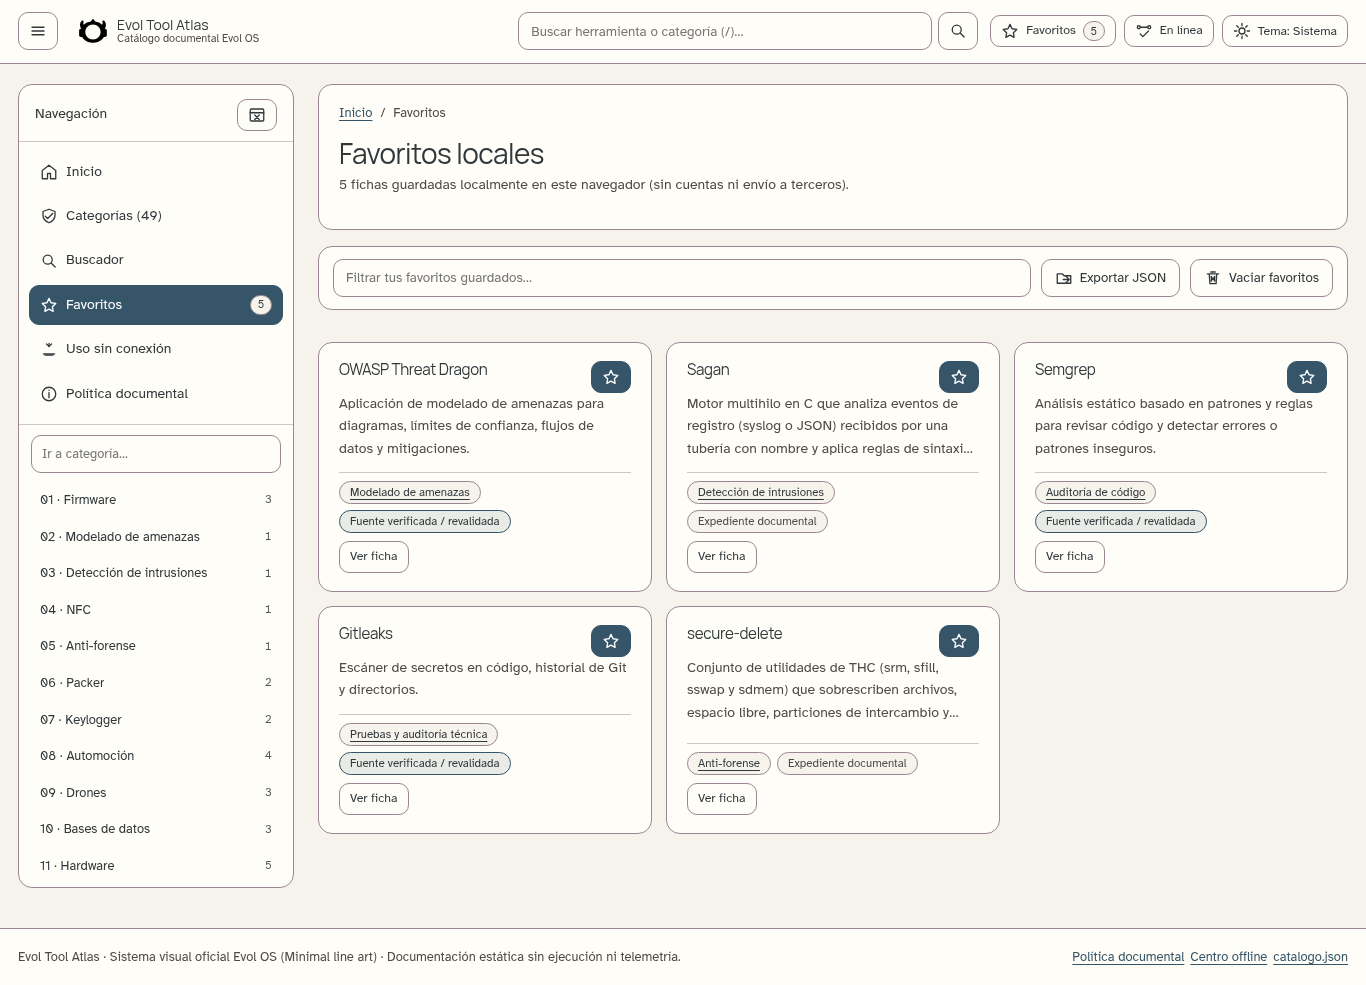 Evol Tool Atlas
Catálogo documental Evol OS
Buscar herramienta o categoría (/)...
Favoritos 5
En línea
Tema: Sistema
Navegación
Inicio
Categorías (49)
Buscador
Favoritos 5
Uso sin conexión
Política documental
Ir a categoría...
01 · Firmware 3
02 · Modelado de amenazas 1
03 · Detección de intrusiones 1
04 · NFC 1
05 · Anti-forense 1
06 · Packer 2
07 · Keylogger 2
08 · Automoción 4
09 · Drones 3
10 · Bases de datos 3
11 · Hardware 5
Inicio / Favoritos
Favoritos locales
5 fichas guardadas localmente en este navegador (sin cuentas ni envío a terceros).
Filtrar tus favoritos guardados...
Exportar JSON
Vaciar favoritos
OWASP Threat Dragon
Aplicación de modelado de amenazas para
diagramas, límites de confianza, flujos de
datos y mitigaciones.
Modelado de amenazas
Fuente verificada / revalidada
Ver ficha
Sagan
Motor multihilo en C que analiza eventos de
registro (syslog o JSON) recibidos por una
tubería con nombre y aplica reglas de sintaxi...
Detección de intrusiones
Expediente documental
Ver ficha
Semgrep
Análisis estático basado en patrones y reglas
para revisar código y detectar errores o
patrones inseguros.
Auditoría de código
Fuente verificada / revalidada
Ver ficha
Gitleaks
Escáner de secretos en código, historial de Git
y directorios.
Pruebas y auditoría técnica
Fuente verificada / revalidada
Ver ficha
secure-delete
Conjunto de utilidades de THC (srm, sfill,
sswap y sdmem) que sobrescriben archivos,
espacio libre, particiones de intercambio y...
Anti-forense
Expediente documental
Ver ficha
Evol Tool Atlas · Sistema visual oficial Evol OS (Minimal line art) · Documentación estática sin ejecución ni telemetría.
Política documental
Centro offline
catalogo.json